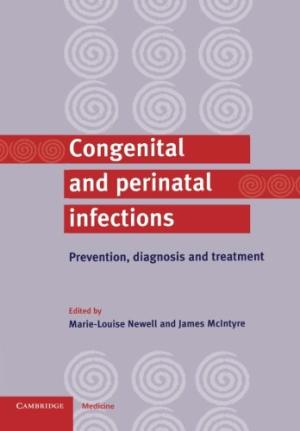 Congenital
and perinatal
infections
Prevention, diagnosis and treatment
Edited by
Marie-Louise Newell and James McIntyre
CAMBRIDGE Medicine